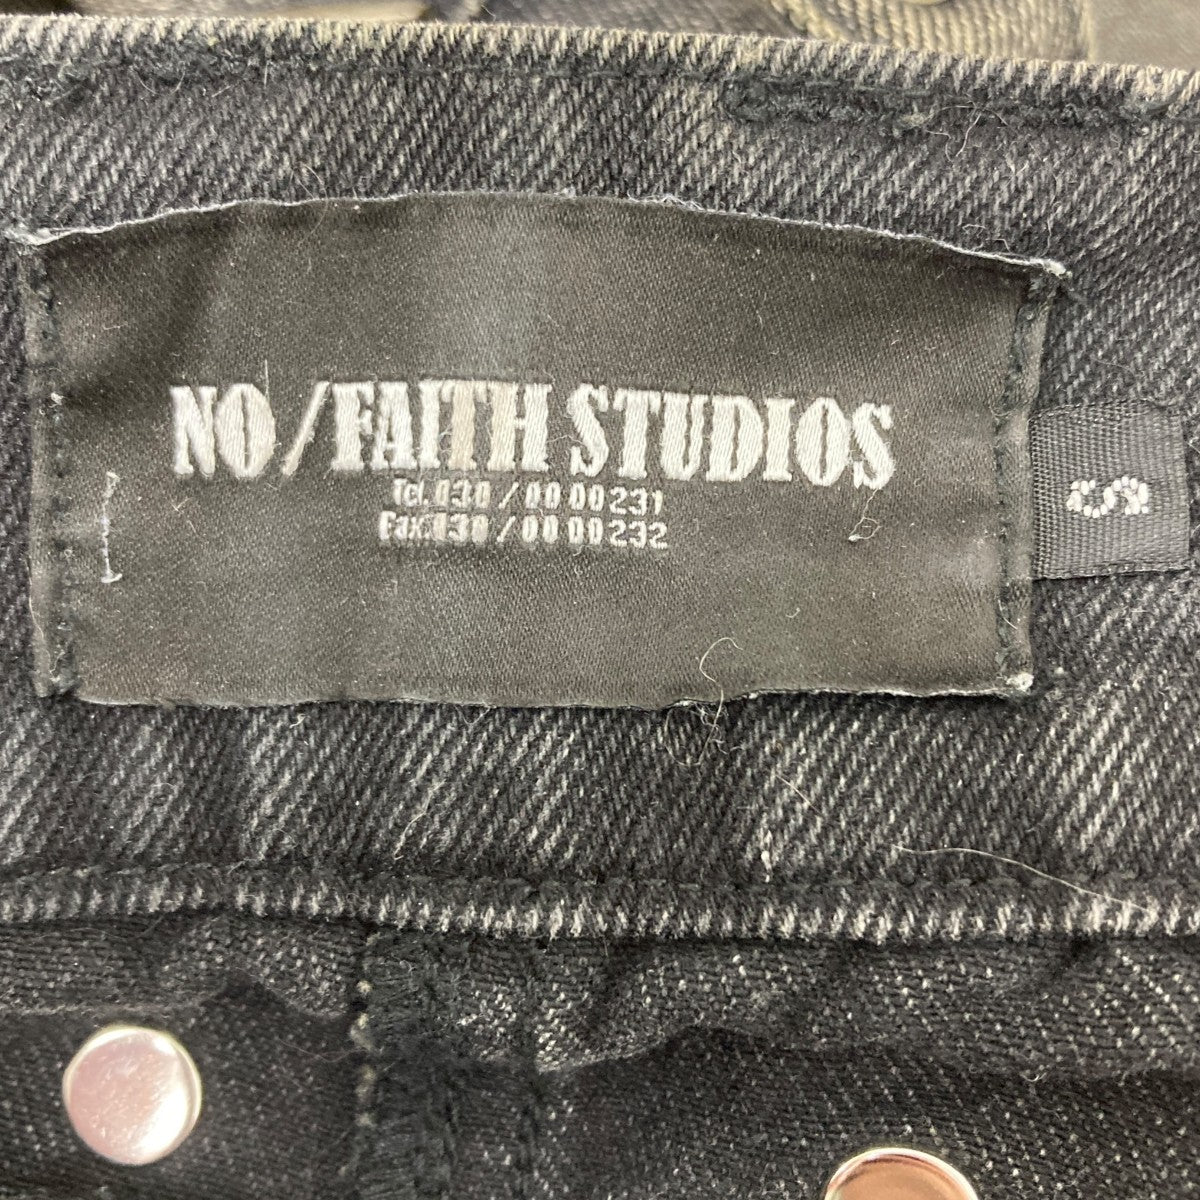 NO/FAITH STUDIOS
Tel.030/00 00 231
Fax.030/00 00 232
S